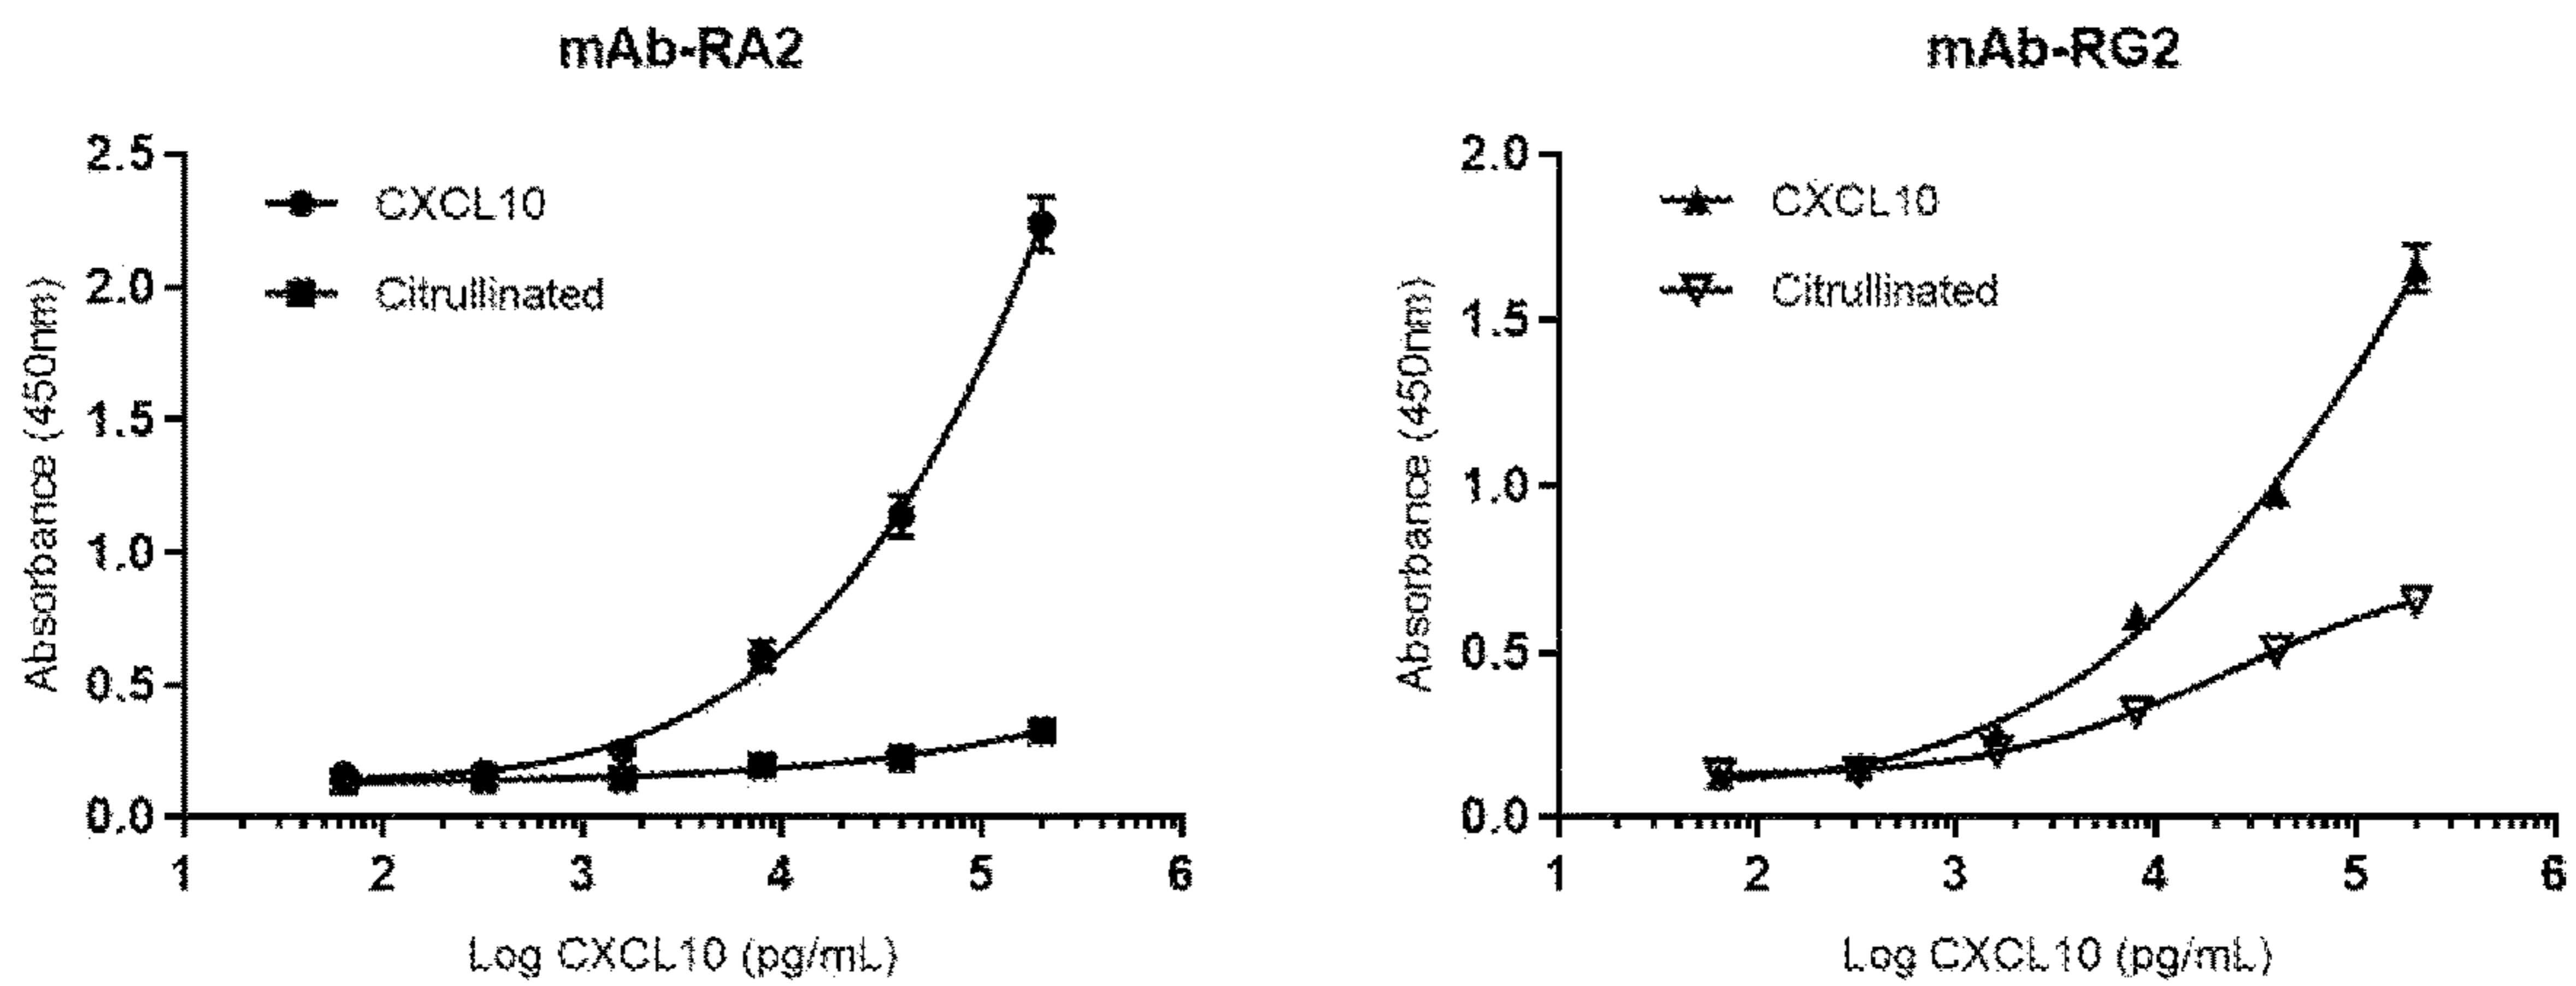 mAb-RA2
2.5
2.0
1.5
1.0
0.5
0.0
Absorbance (450nm)
CXCL10
Citrullinated
1 2 3 4 5 6
Log CXCL10 (pg/mL)
mAb-RG2
2.0
1.5
1.0
0.5
0.0
Absorbance (450nm)
CXCL10
Citrullinated
1 2 3 4 5 6
Log CXCL10 (pg/mL)